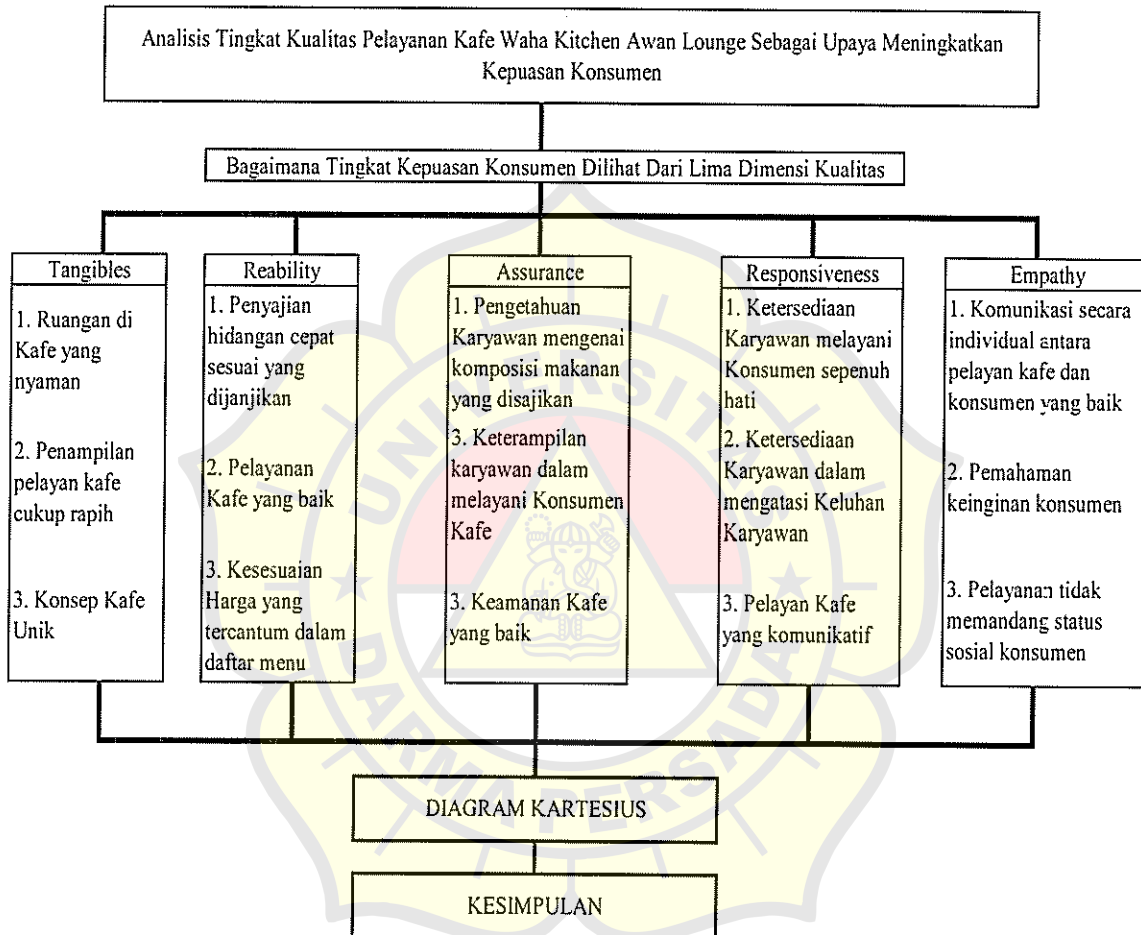 Analisis Tingkat Kualitas Pelayanan Kafe Waha Kitchen Awan Lounge Sebagai Upaya Meningkatkan
Kepuasan Konsumen
Bagaimana Tingkat Kepuasan Konsumen Dilihat Dari Lima Dimensi Kualitas
Tangibles
1. Ruangan di
Kafe yang
nyaman
2. Penampilan
pelayan kafe
cukup rapih
3. Konsep Kafe
Unik
Reability
1. Penyajian
hidangan cepat
sesuai yang
dijanjikan
2. Pelayanan
Kafe yang baik
3. Kesesuaian
Harga yang
tercantum dalam
daftar menu
Assurance
1. Pengetahuan
Karyawan mengenai
komposisi makanan
yang disajikan
3. Keterampilan
karyawan dalam
melayani Konsumen
Kafe
3. Keamanan Kafe
yang baik
Responsiveness
1. Ketersediaan
Karyawan melayani
Konsumen sepenuh
hati
2. Ketersediaan
Karyawan dalam
mengatasi Keluhan
Karyawan
3. Pelayan Kafe
yang komunikatif
Empathy
1. Komunikasi secara
individual antara
pelayan kafe dan
konsumen yang baik
2. Pemahaman
keinginan konsumen
3. Pelayanan tidak
memandang status
sosial konsumen
DIAGRAM KARTESIUS
KESIMPULAN
UNIVERSITAS
DARMA PERSADA